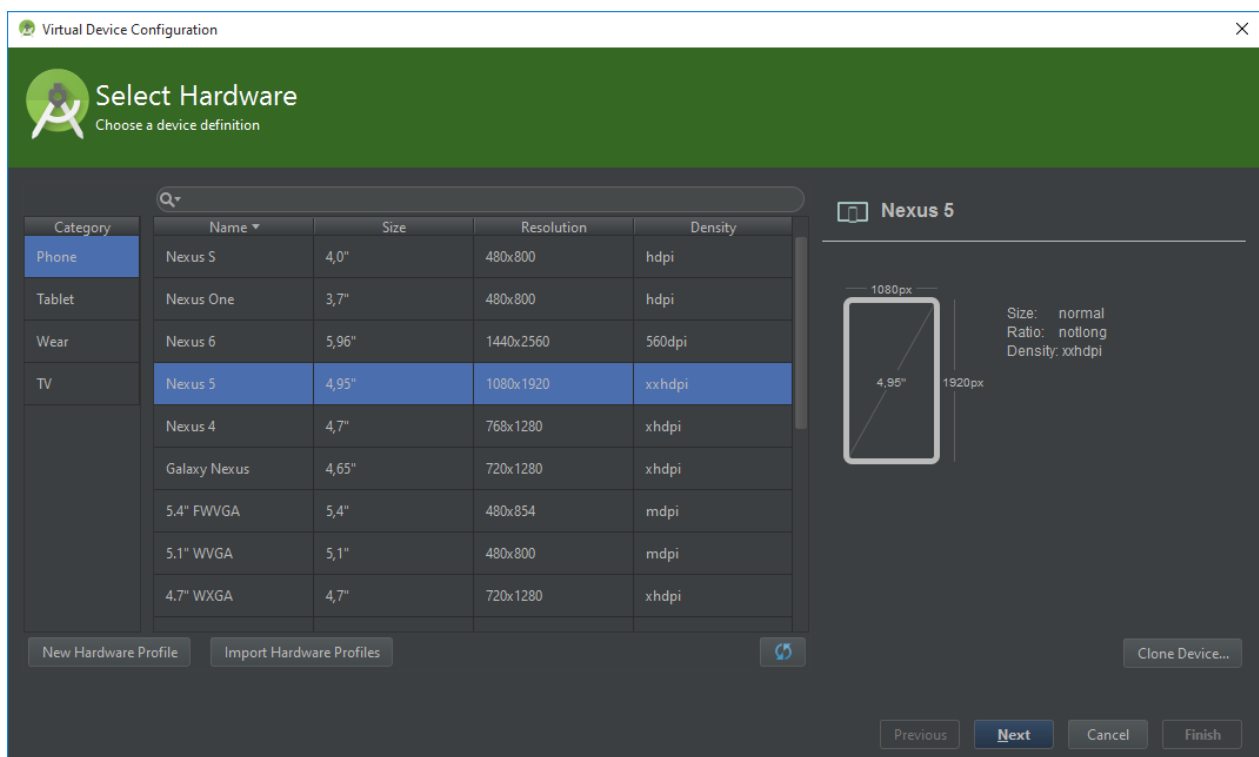 Virtual Device Configuration
Select Hardware
Choose a device definition
Category
Phone
Tablet
Wear
TV
Name Size Resolution Density
Nexus S 4,0" 480x800 hdpi
Nexus One 3,7" 480x800 hdpi
Nexus 6 5,96" 1440x2560 560dpi
Nexus 5 4,95" 1080x1920 xxhdpi
Nexus 4 4,7" 768x1280 xhdpi
Galaxy Nexus 4,65" 720x1280 xhdpi
5.4" FWVGA 5,4" 480x854 mdpi
5.1" WVGA 5,1" 480x800 mdpi
4.7" WXGA 4,7" 720x1280 xhdpi
New Hardware Profile Import Hardware Profiles
Nexus 5
1080px
4,95" 1920px
Size: normal
Ratio: notlong
Density: xxhdpi
Clone Device...
Previous Next Cancel Finish